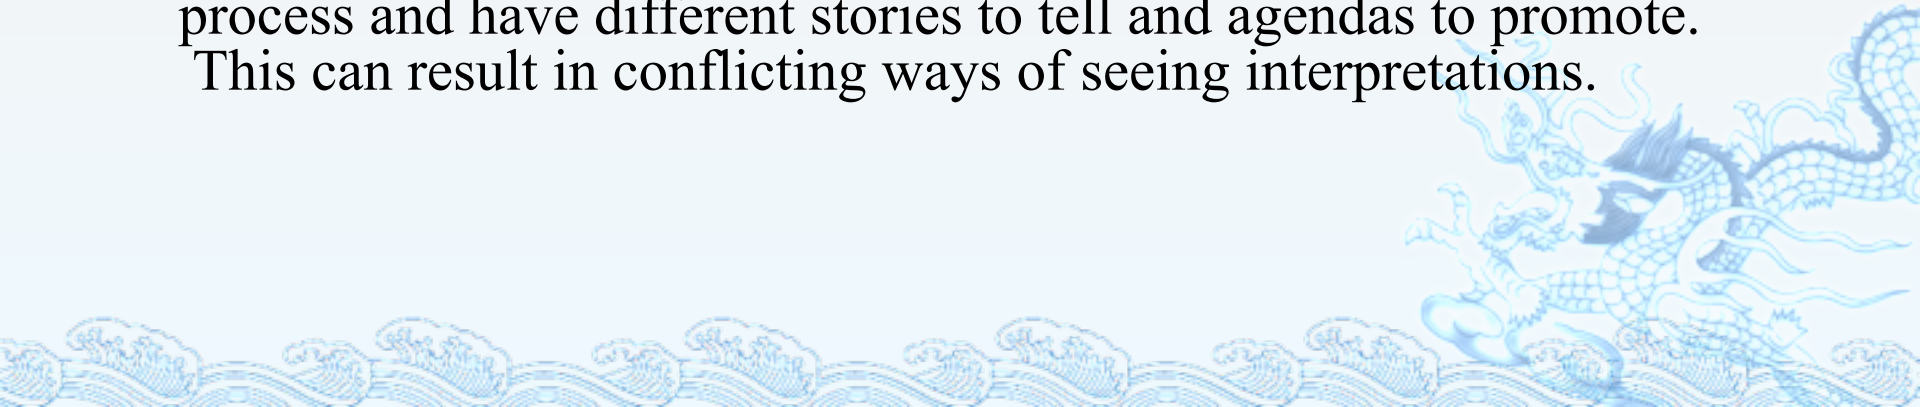 process and have different stories to tell and agendas to promote.
This can result in conflicting ways of seeing interpretations.